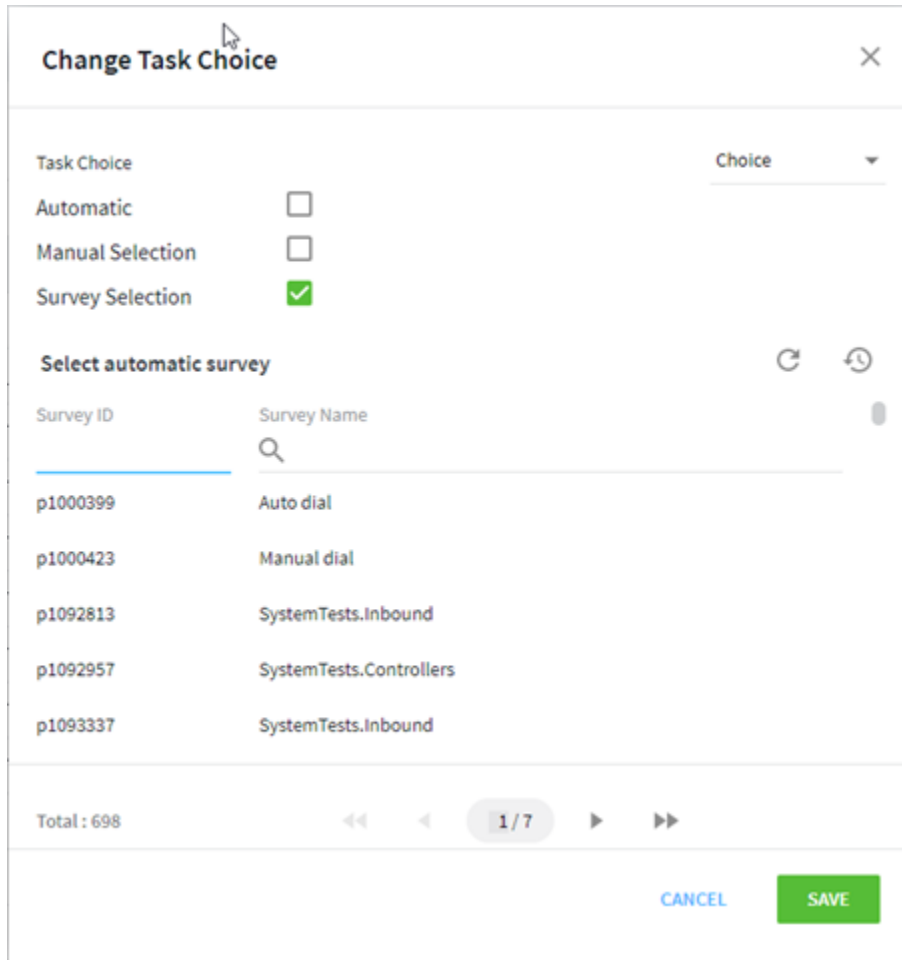 Change Task Choice
Task Choice
Choice
Automatic
Manual Selection
Survey Selection
Select automatic survey
Survey ID Survey Name
p1000399 Auto dial
p1000423 Manual dial
p1092813 SystemTests.Inbound
p1092957 SystemTests.Controllers
p1093337 SystemTests.Inbound
Total : 698 1 / 7
CANCEL SAVE